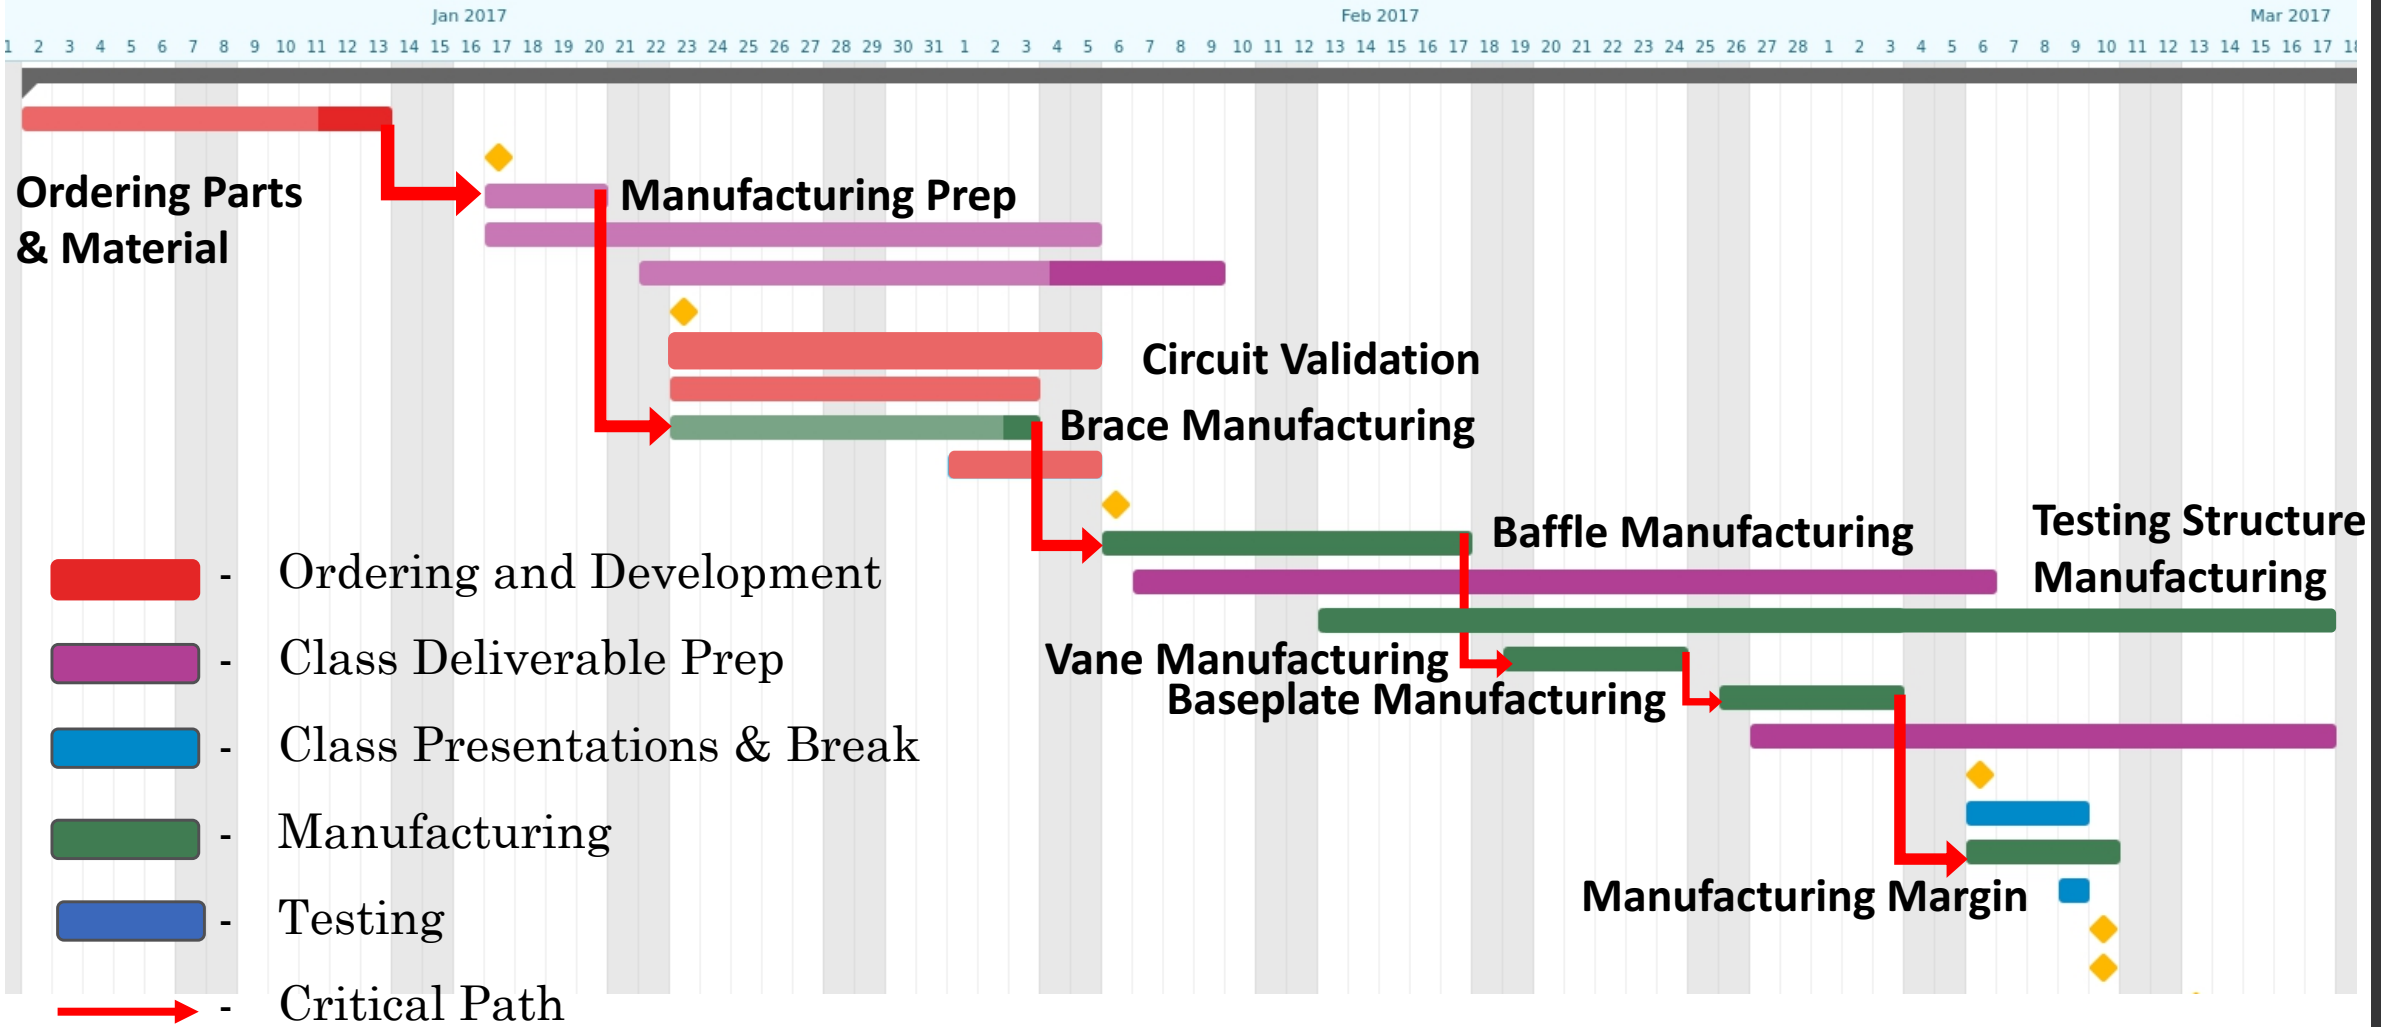 Jan 2017 Feb 2017 Mar 2017
1 2 3 4 5 6 7 8 9 10 11 12 13 14 15 16 17 18 19 20 21 22 23 24 25 26 27 28 29 30 31 1 2 3 4 5 6 7 8 9 10 11 12 13 14 15 16 17 18 19 20 21 22 23 24 25 26 27 28 1 2 3 4 5 6 7 8 9 10 11 12 13 14 15 16 17 18
Ordering Parts
& Material
Manufacturing Prep
Circuit Validation
Brace Manufacturing
Baffle Manufacturing
Testing Structure
Manufacturing
Vane Manufacturing
Baseplate Manufacturing
Manufacturing Margin
- Ordering and Development
- Class Deliverable Prep
- Class Presentations & Break
- Manufacturing
- Testing
- Critical Path